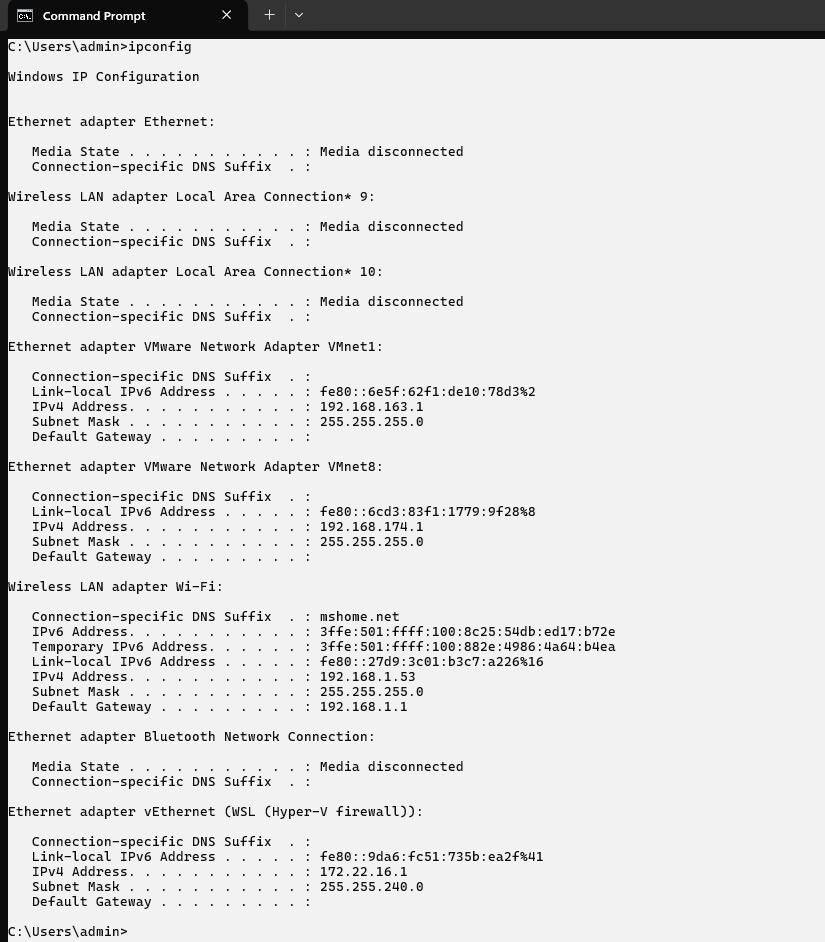 Command Prompt
C:\Users\admin>ipconfig
Windows IP Configuration
Ethernet adapter Ethernet:
   Media State . . . . . . . . . . . : Media disconnected
   Connection-specific DNS Suffix  . :
Wireless LAN adapter Local Area Connection* 9:
   Media State . . . . . . . . . . . : Media disconnected
   Connection-specific DNS Suffix  . :
Wireless LAN adapter Local Area Connection* 10:
   Media State . . . . . . . . . . . : Media disconnected
   Connection-specific DNS Suffix  . :
Ethernet adapter VMware Network Adapter VMnet1:
   Connection-specific DNS Suffix  . :
   Link-local IPv6 Address . . . . . : fe80::6e5f:62f1:de10:78d3%2
   IPv4 Address. . . . . . . . . . . : 192.168.163.1
   Subnet Mask . . . . . . . . . . . : 255.255.255.0
   Default Gateway . . . . . . . . . :
Ethernet adapter VMware Network Adapter VMnet8:
   Connection-specific DNS Suffix  . :
   Link-local IPv6 Address . . . . . : fe80::6cd3:83f1:1779:9f28%8
   IPv4 Address. . . . . . . . . . . : 192.168.174.1
   Subnet Mask . . . . . . . . . . . : 255.255.255.0
   Default Gateway . . . . . . . . . :
Wireless LAN adapter Wi-Fi:
   Connection-specific DNS Suffix  . : mshome.net
   IPv6 Address. . . . . . . . . . . : 3ffe:501:ffff:100:8c25:54db:ed17:b72e
   Temporary IPv6 Address. . . . . . : 3ffe:501:ffff:100:882e:4986:4a64:b4ea
   Link-local IPv6 Address . . . . . : fe80::27d9:3c01:b3c7:a226%16
   IPv4 Address. . . . . . . . . . . : 192.168.1.53
   Subnet Mask . . . . . . . . . . . : 255.255.255.0
   Default Gateway . . . . . . . . . : 192.168.1.1
Ethernet adapter Bluetooth Network Connection:
   Media State . . . . . . . . . . . : Media disconnected
   Connection-specific DNS Suffix  . :
Ethernet adapter vEthernet (WSL (Hyper-V firewall)):
   Connection-specific DNS Suffix  . :
   Link-local IPv6 Address . . . . . : fe80::9da6:fc51:735b:ea2f%41
   IPv4 Address. . . . . . . . . . . : 172.22.16.1
   Subnet Mask . . . . . . . . . . . : 255.255.240.0
   Default Gateway . . . . . . . . . :
C:\Users\admin>